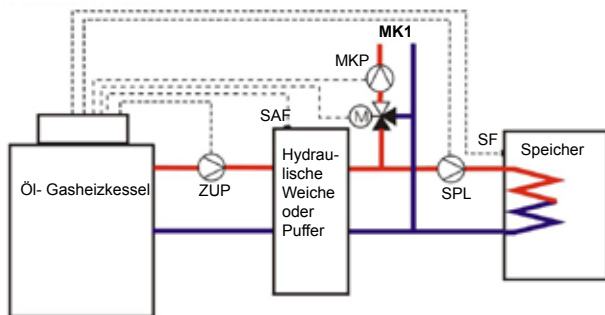 MK1
MKP
M
SAF
SF
Öl- Gasheizkessel
ZUP
Hydrau-
lische
Weiche
oder
Puffer
SPL
Speicher